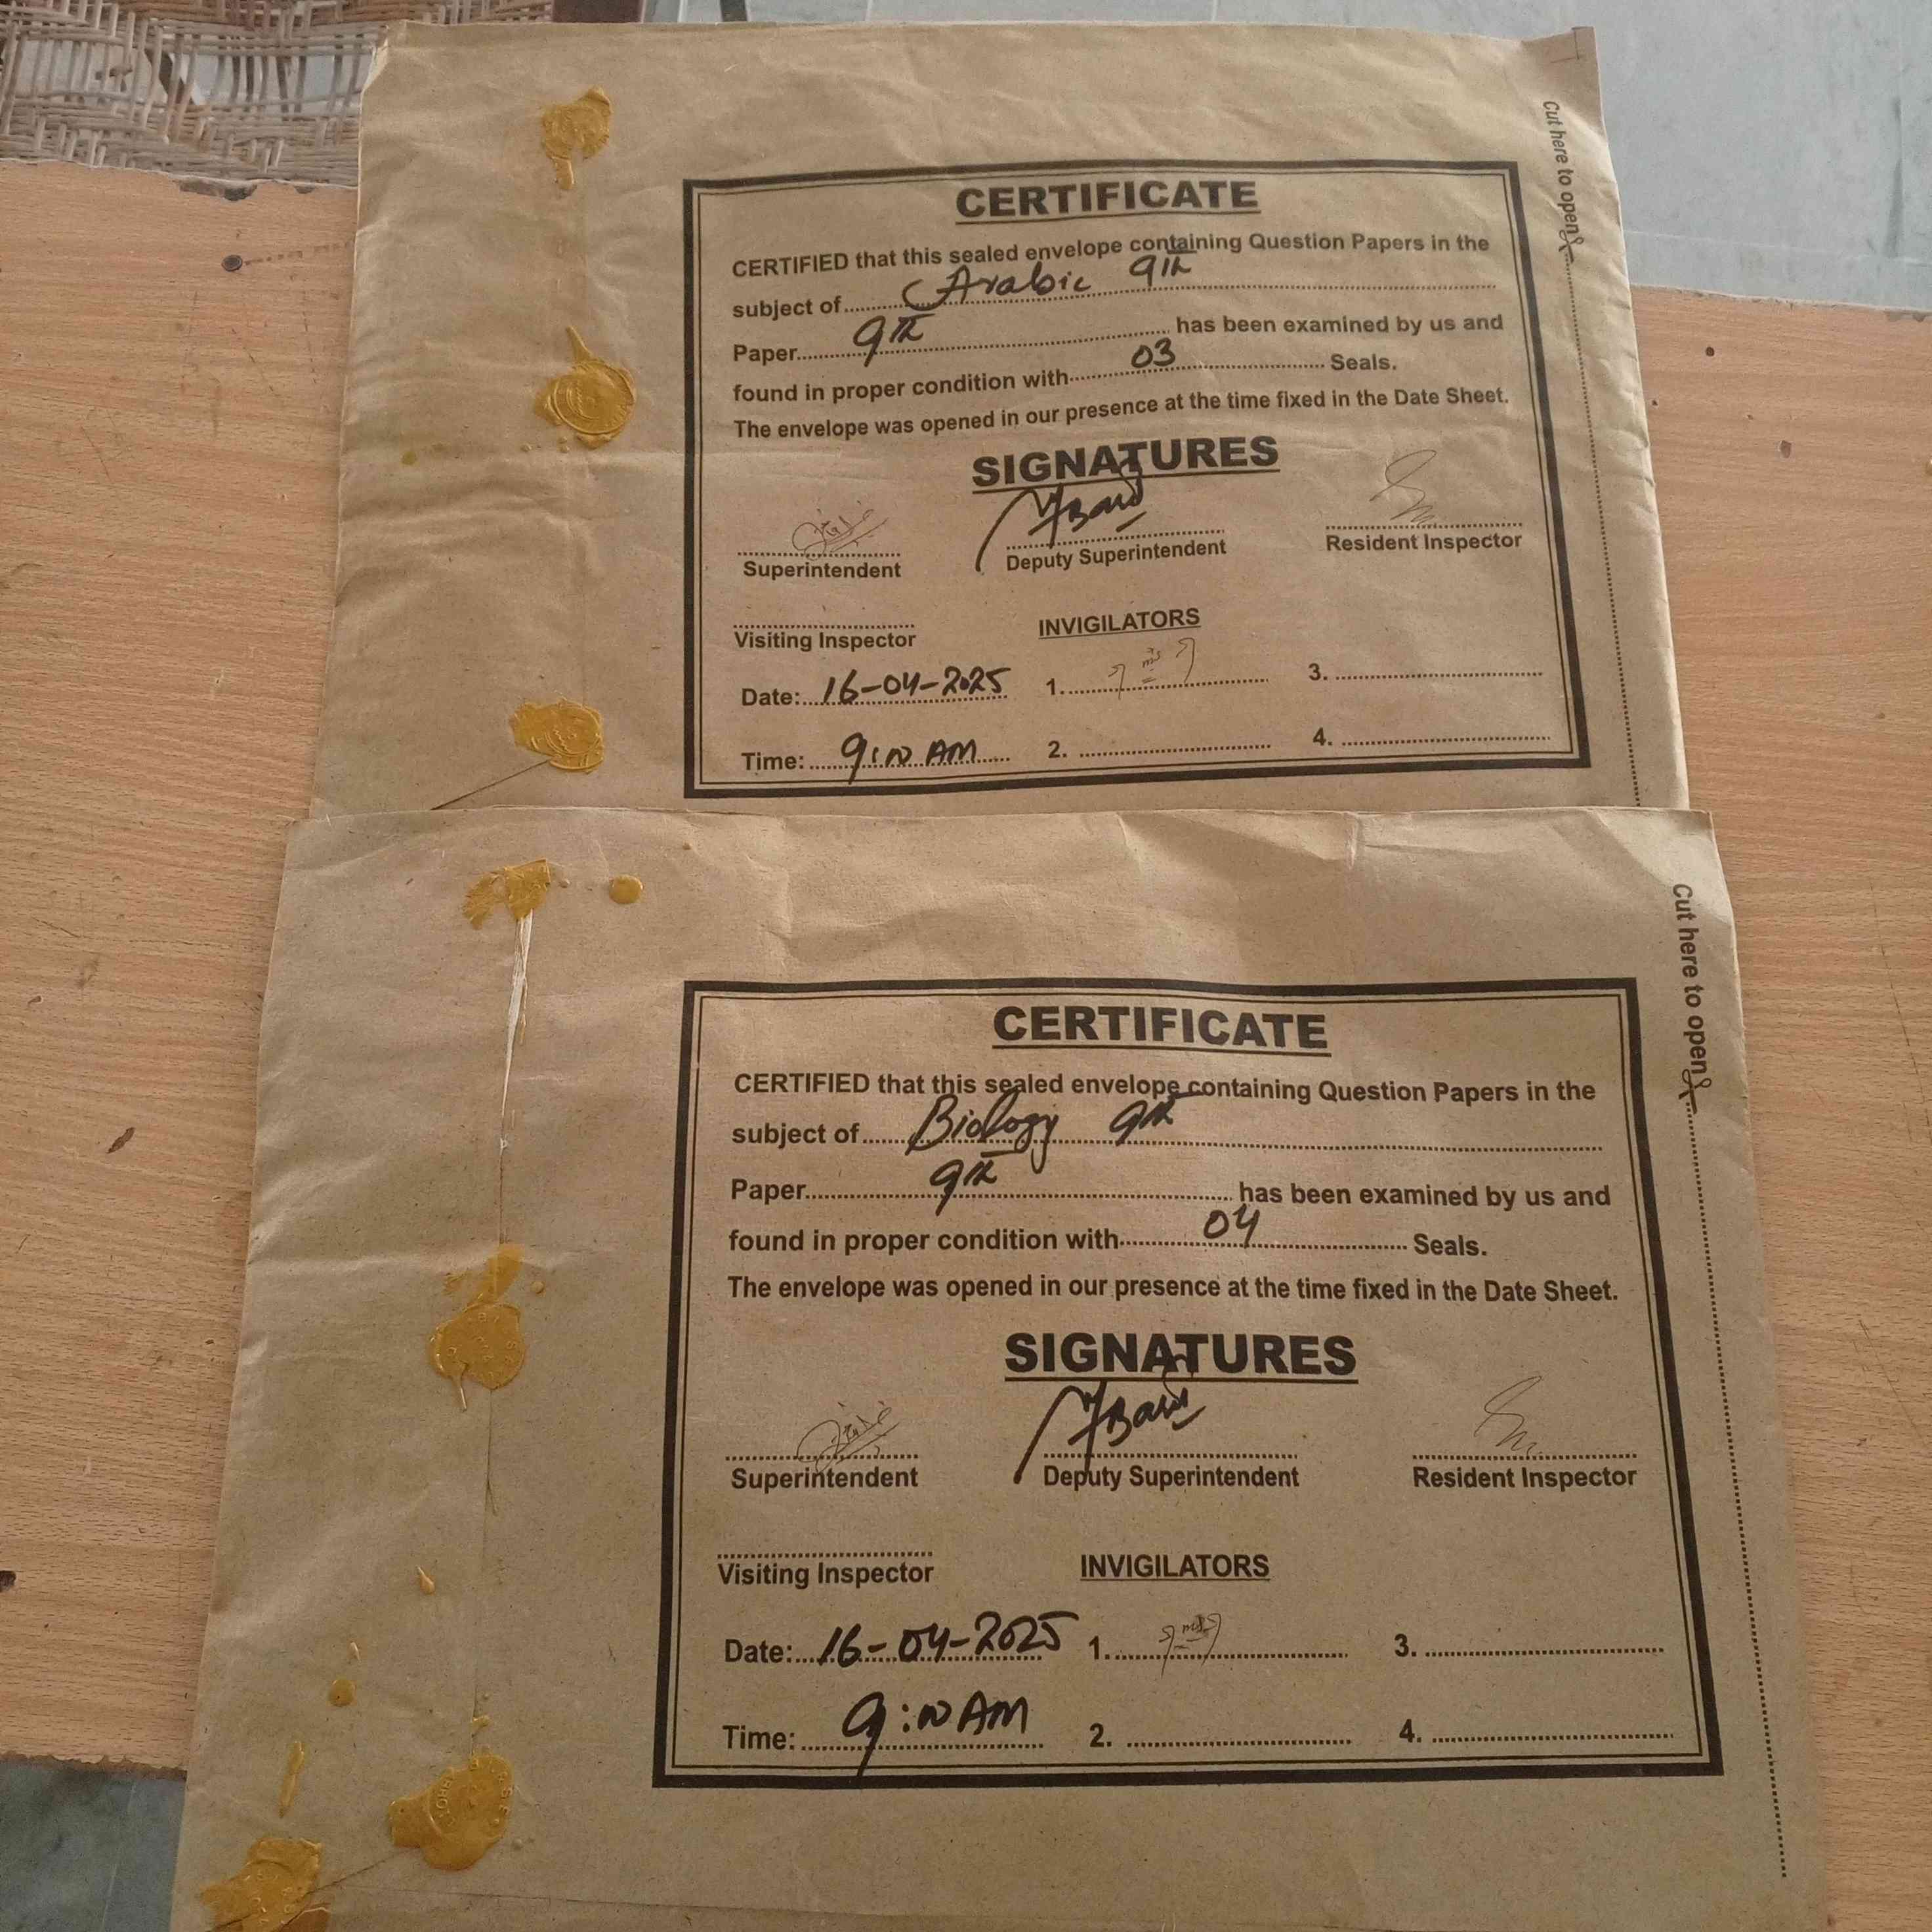 Cut here to open
CERTIFICATE
CERTIFIED that this sealed envelope containing Question Papers in the
subject of Arabic 9th
Paper 9th has been examined by us and
found in proper condition with 03 Seals.
The envelope was opened in our presence at the time fixed in the Date Sheet.
SIGNATURES
Superintendent Deputy Superintendent Resident Inspector
Visiting Inspector INVIGILATORS
Date: 16-04-2025 1. 3.
Time: 9:10 AM 2. 4.
Cut here to open
CERTIFICATE
CERTIFIED that this sealed envelope containing Question Papers in the
subject of Biology 9th
Paper 9th has been examined by us and
found in proper condition with 04 Seals.
The envelope was opened in our presence at the time fixed in the Date Sheet.
SIGNATURES
Superintendent Deputy Superintendent Resident Inspector
Visiting Inspector INVIGILATORS
Date: 16-04-2025 1. 3.
Time: 9:10 AM 2. 4.